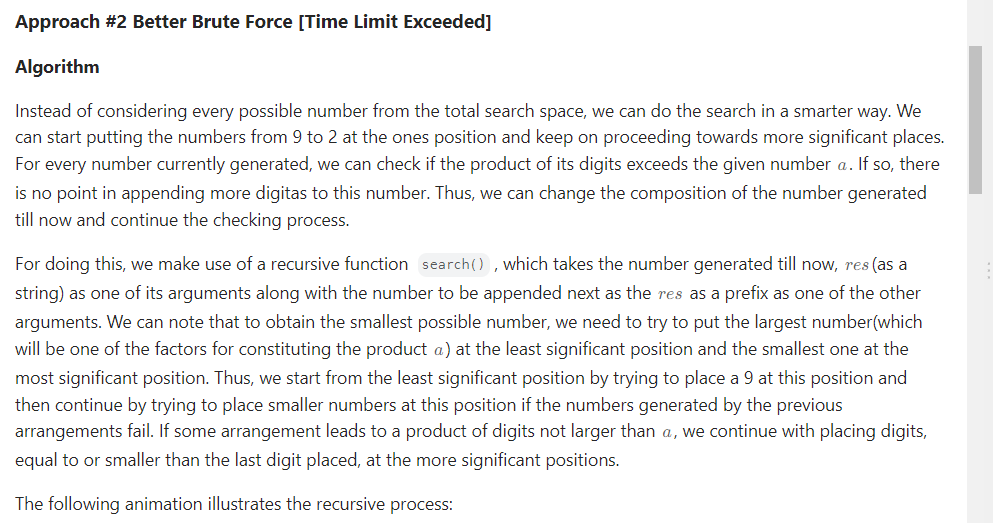 Approach #2 Better Brute Force [Time Limit Exceeded]
Algorithm
Instead of considering every possible number from the total search space, we can do the search in a smarter way. We
can start putting the numbers from 9 to 2 at the ones position and keep on proceeding towards more significant places.
For every number currently generated, we can check if the product of its digits exceeds the given number a. If so, there
is no point in appending more digitas to this number. Thus, we can change the composition of the number generated
till now and continue the checking process.
For doing this, we make use of a recursive function search() , which takes the number generated till now, res(as a
string) as one of its arguments along with the number to be appended next as the res as a prefix as one of the other
arguments. We can note that to obtain the smallest possible number, we need to try to put the largest number(which
will be one of the factors for constituting the product a) at the least significant position and the smallest one at the
most significant position. Thus, we start from the least significant position by trying to place a 9 at this position and
then continue by trying to place smaller numbers at this position if the numbers generated by the previous
arrangements fail. If some arrangement leads to a product of digits not larger than a, we continue with placing digits,
equal to or smaller than the last digit placed, at the more significant positions.
The following animation illustrates the recursive process: